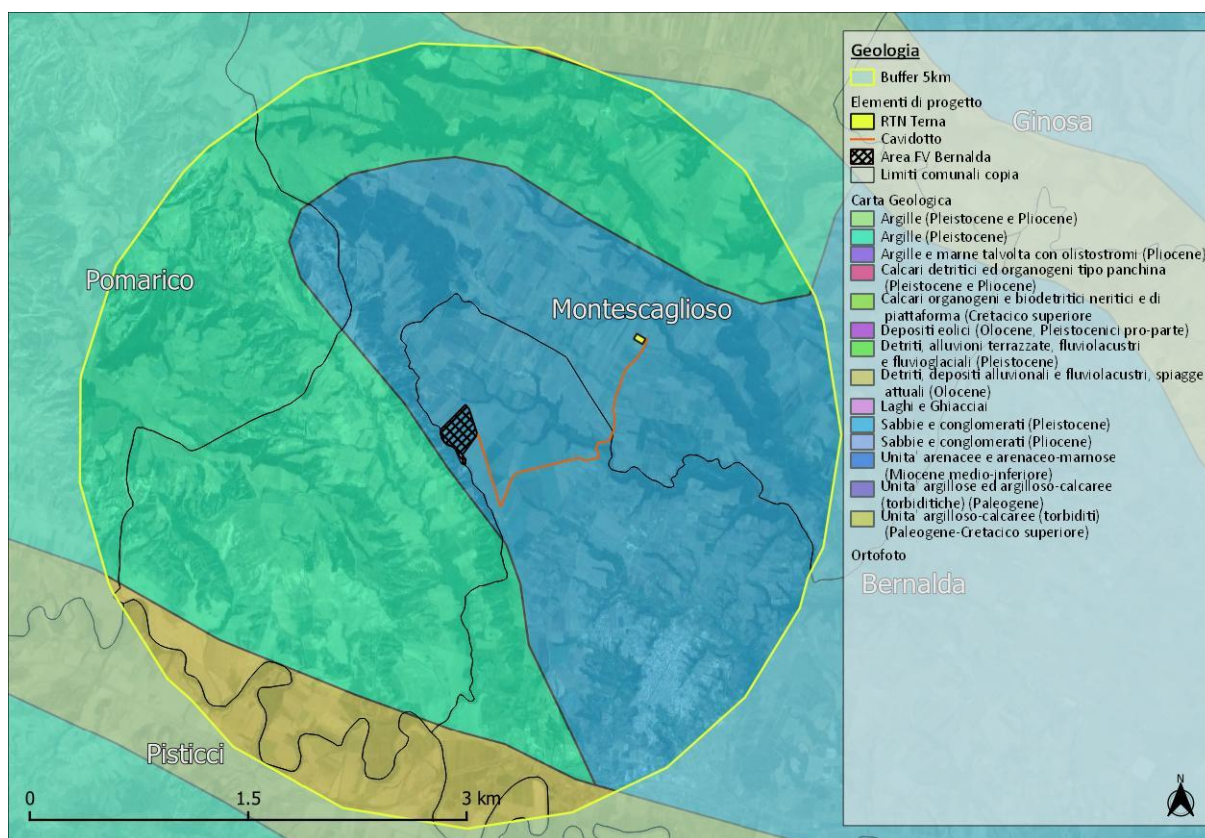 Geologia
Buffer 5km
Elementi di progetto
RTN Terna
Cavidotto
Area FV Bernalda
Limiti comunali copia
Carta Geologica
Argille (Pleistocene e Pliocene)
Argille (Pleistocene)
Argille e marne talvolta con olistostromi (Pliocene)
Calcari detritici ed organogeni tipo panchina
(Pleistocene e Pliocene)
Calcari organogeni e biodetritici neritici e di
piattaforma (Cretacico superiore
Depositi eolici (Olocene, Pleistocenici pro-parte)
Detriti, alluvioni terrazzate, fluviolacustri
e fluvioglaciali (Pleistocene)
Detriti, depositi alluvionali e fluviolacustri, spiagge
attuali (Olocene)
Laghi e Ghiacciai
Sabbie e conglomerati (Pleistocene)
Sabbie e conglomerati (Pliocene)
Unita' arenacee e arenaceo-marnose
(Miocene medio-inferiore)
Unita' argillose ed argilloso-calcaree
(torbiditiche) (Paleogene)
Unita' argilloso-calcaree (torbiditi)
(Paleogene-Cretacico superiore)
Ortofoto
Ginosa
Pomarico
Montescaglioso
Bernalda
Pisticci
0 1.5 3 km
N